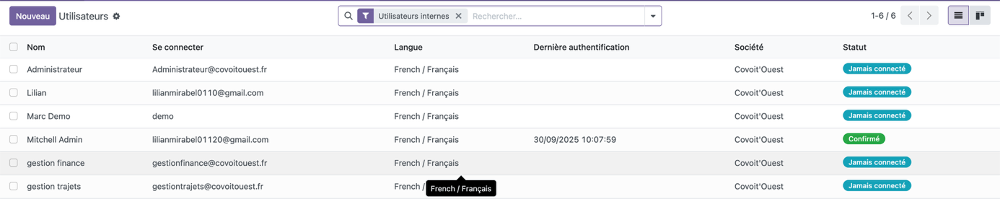 Nouveau Utilisateurs Utilisateurs internes Rechercher... 1-6 / 6
Nom Se connecter Langue Dernière authentification Société Statut
Administrateur Administrateur@covoitouest.fr French / Français Covoit'Ouest Jamais connecté
Lilian lilianmirabel0110@gmail.com French / Français Covoit'Ouest Jamais connecté
Marc Demo demo French / Français Covoit'Ouest Jamais connecté
Mitchell Admin lilianmirabel01120@gmail.com French / Français 30/09/2025 10:07:59 Covoit'Ouest Confirmé
gestion finance gestionfinance@covoitouest.fr French / Français Covoit'Ouest Jamais connecté
gestion trajets gestiontrajets@covoitouest.fr French / Covoit'Ouest Jamais connecté
French / Français